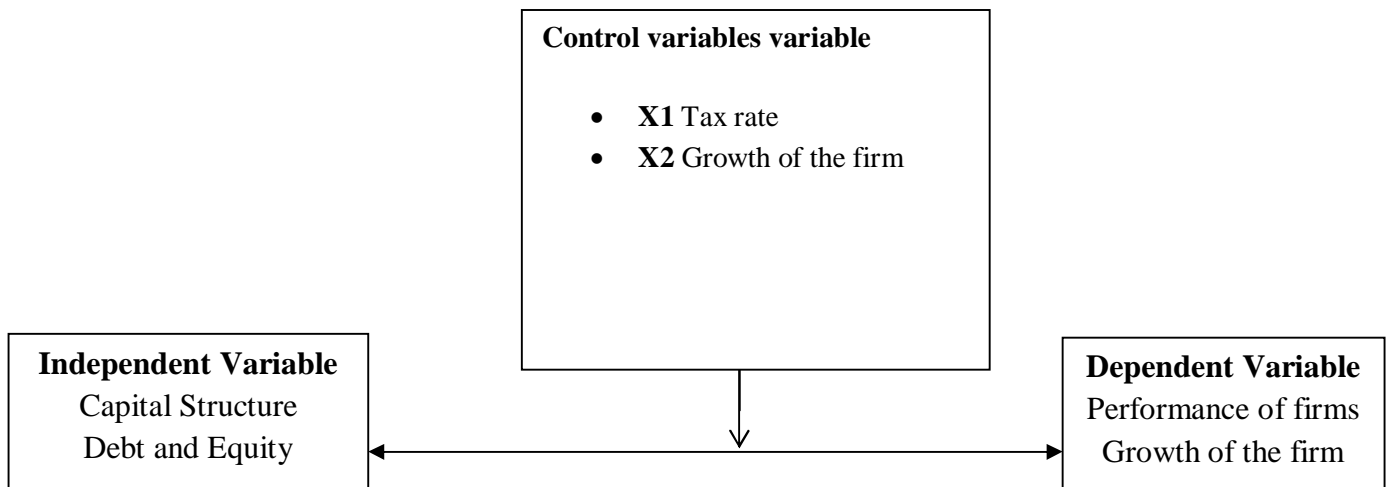 Control variables variable
• X1 Tax rate
• X2 Growth of the firm
Independent Variable
Capital Structure
Debt and Equity
Dependent Variable
Performance of firms
Growth of the firm